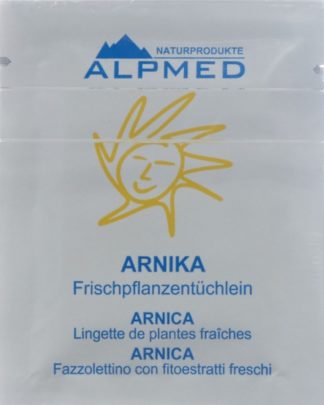 NATURPRODUKTE
ALPMED
ARNIKA
Frischpflanzentüchlein
ARNICA
Lingette de plantes fraîches
ARNICA
Fazzolettino con fitoestratti freschi